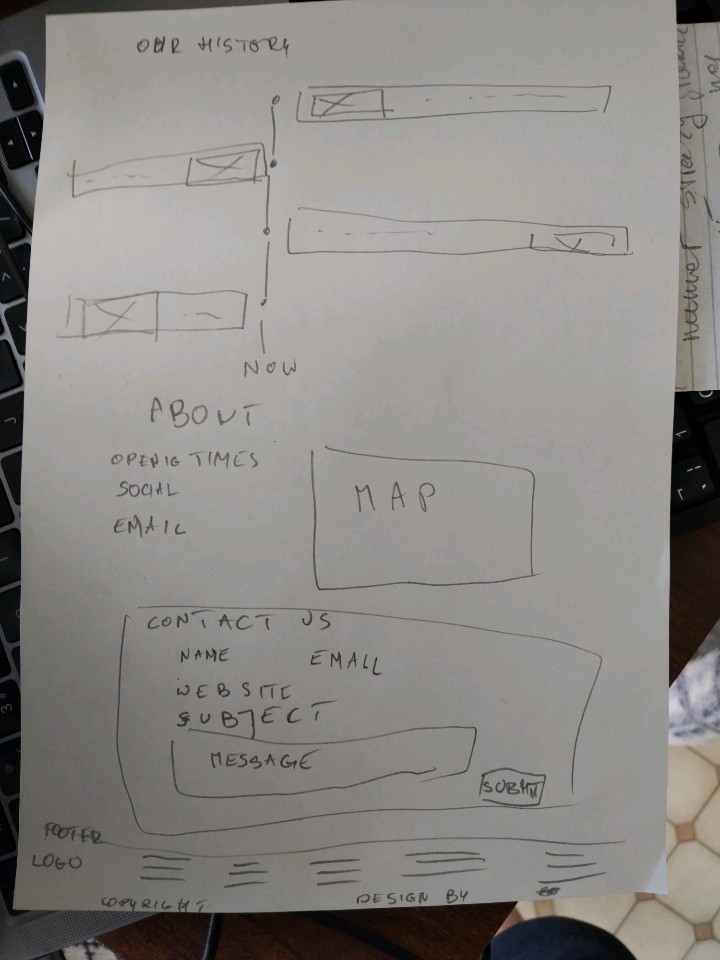 OUR HISTORY
NOW
ABOUT
OPENIG TIMES
SOCIAL
EMAIL
MAP
CONTACT US
NAME EMAIL
WEBSITE
SUBJECT
MESSAGE
SUBMIT
FOOTER
LOGO
COPYRIGHT DESIGN BY